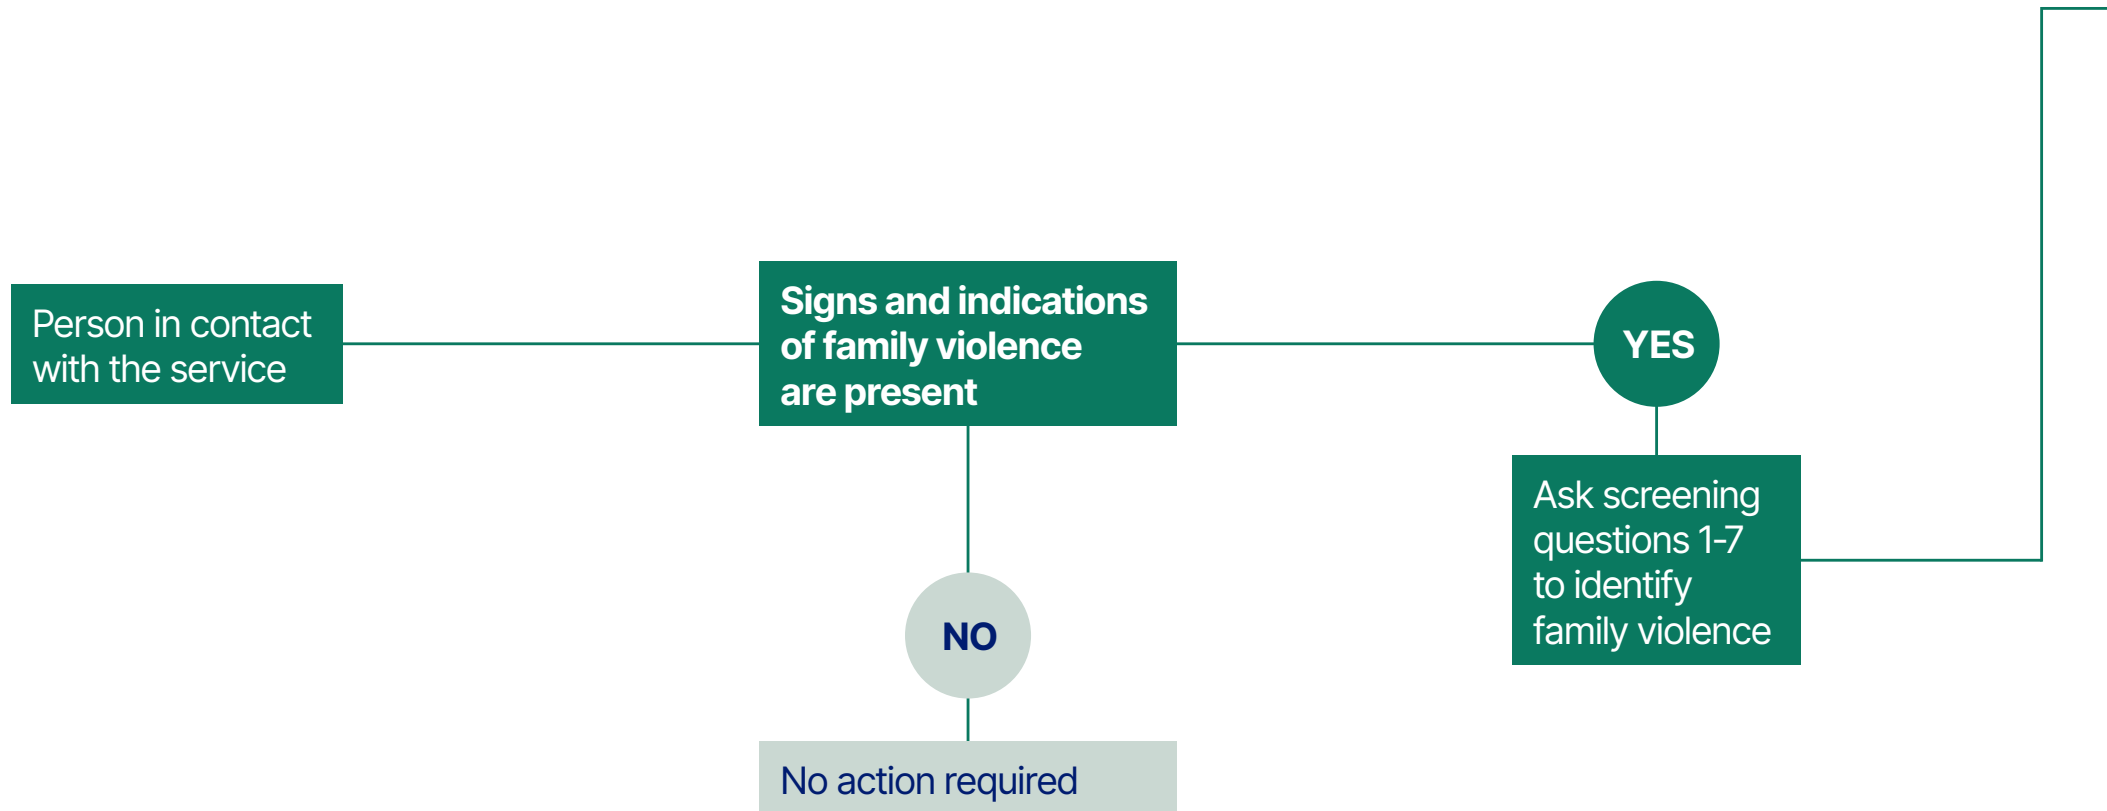 Person in contact
with the service
Signs and indications
of family violence
are present
YES
Ask screening
questions 1-7
to identify
family violence
NO
No action required